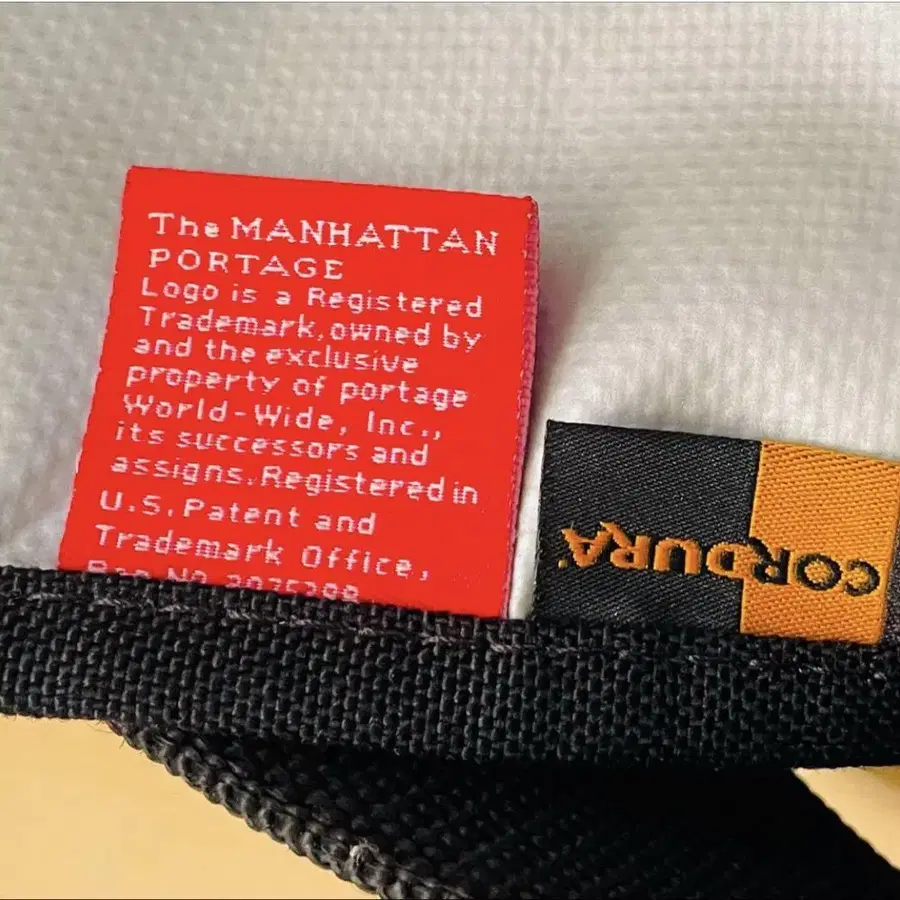 The MANHATTAN
PORTAGE
Logo is a Registered
Trademark, owned by
and the exclusive
property of portage
World-Wide, Inc.,
its successors and
assigns. Registered in
U.S. Patent and
Trademark Office,
CORDURA